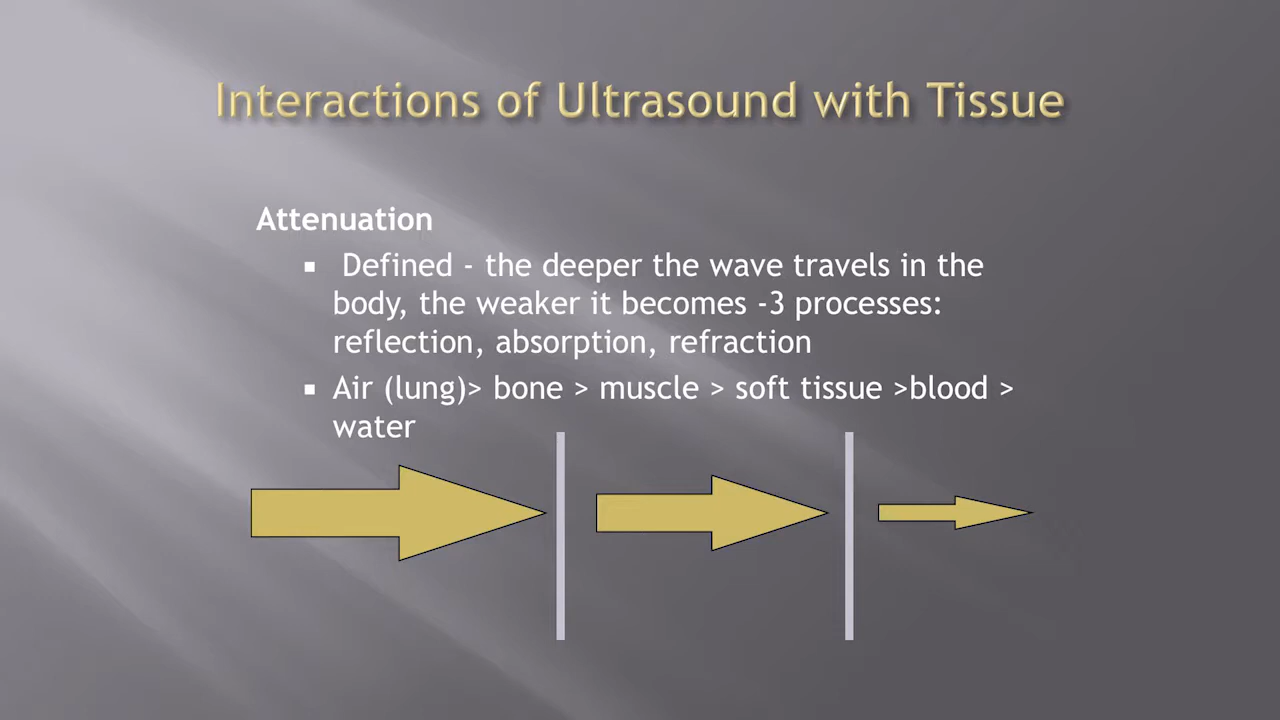 Interactions of Ultrasound with Tissue
Attenuation
▪ Defined - the deeper the wave travels in the
body, the weaker it becomes -3 processes:
reflection, absorption, refraction
▪ Air (lung)> bone > muscle > soft tissue >blood >
water